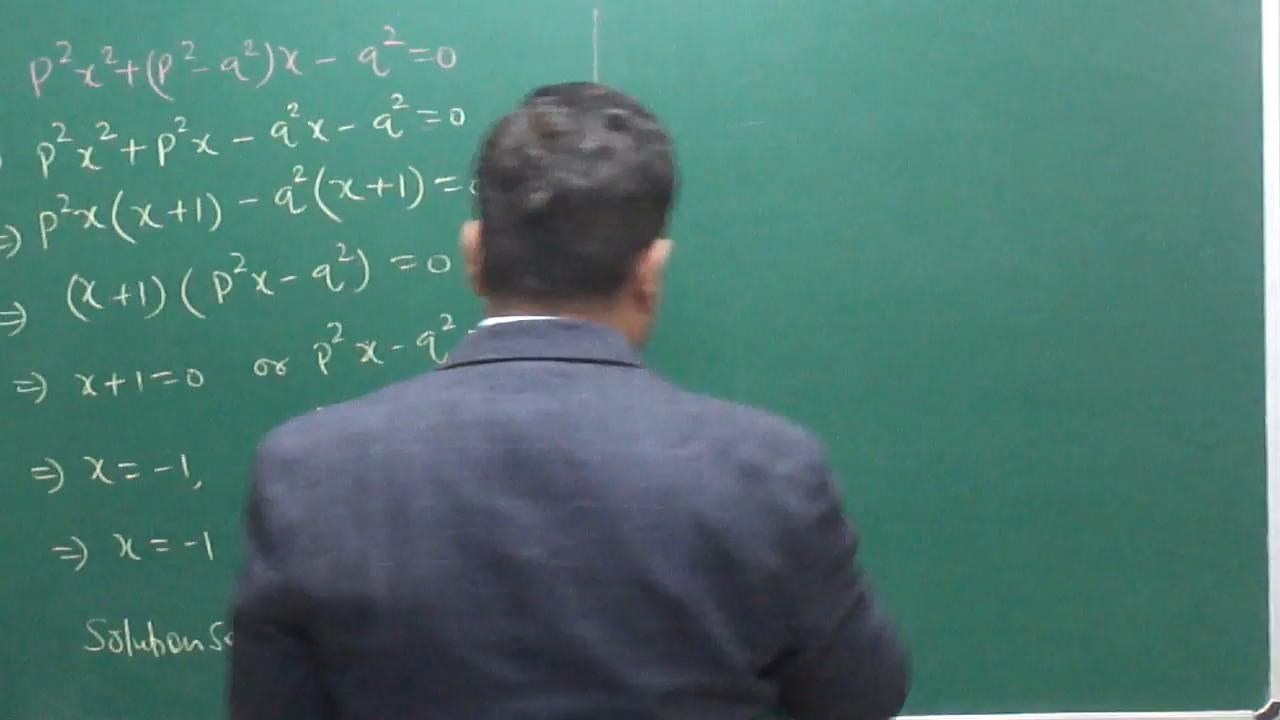 p²x²+(p²-q²)x - q²=0
p²x²+p²x - q²x - q²=0
⇒) p²x(x+1) - q²(x+1)=
⇒ (x+1)(p²x-q²) =0
⇒ x+1=0 or p²x-q²
⇒ x=-1,
⇒ x=-1
Solution